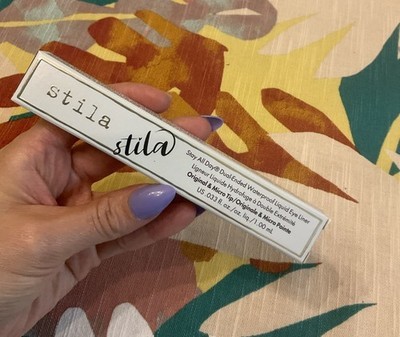 stila
stila
Stay All Day® Dual-Ended Waterproof Liquid Eye Liner
Ligneur Liquide Hydrofuge à Double Extrémité
Original & Micro Tip/Originale & Micro Pointe
US .033 fl. oz./oz. liq./1.00 ml